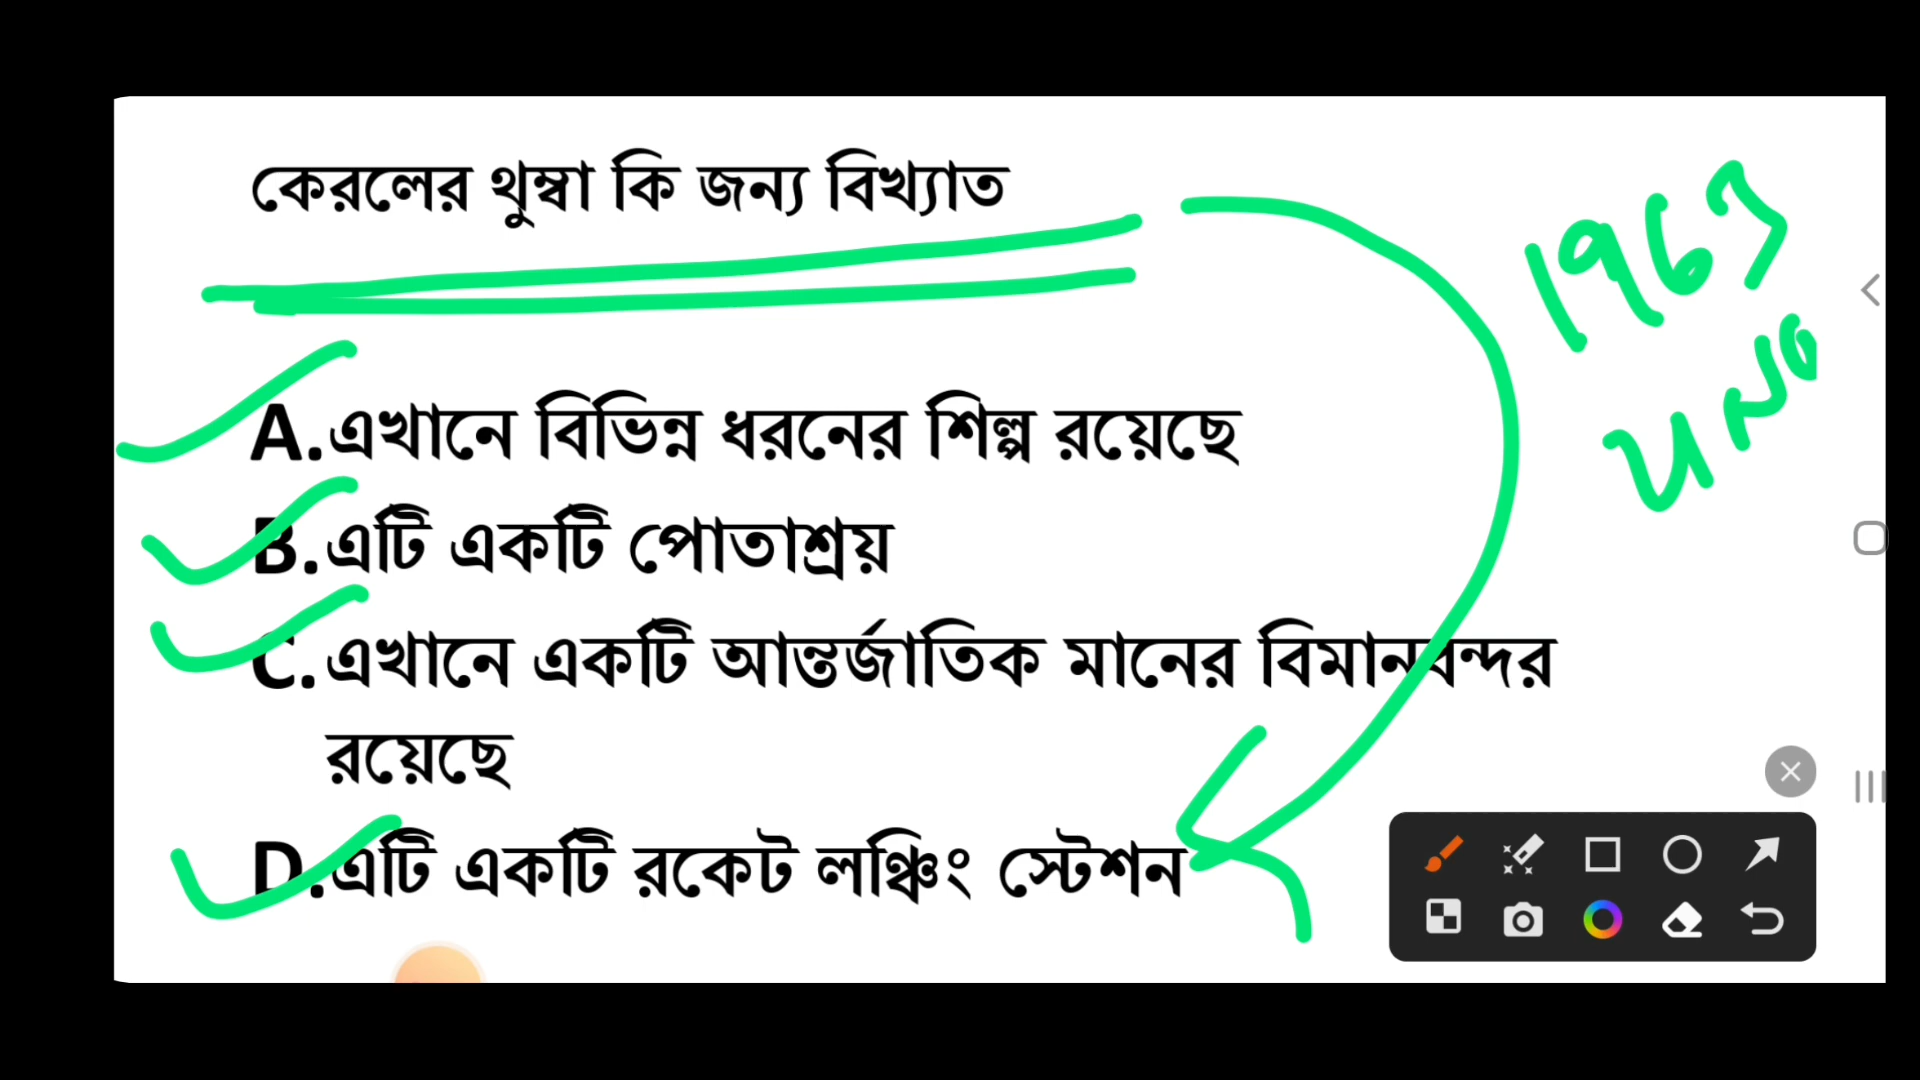 কেরলের থুম্বা কি জন্য বিখ্যাত
A.এখানে বিভিন্ন ধরনের শিল্প রয়েছে
B.এটি একটি পোতাশ্রয়
C.এখানে একটি আন্তর্জাতিক মানের বিমানবন্দর
রয়েছে
D.এটি একটি রকেট লঞ্চিং স্টেশন